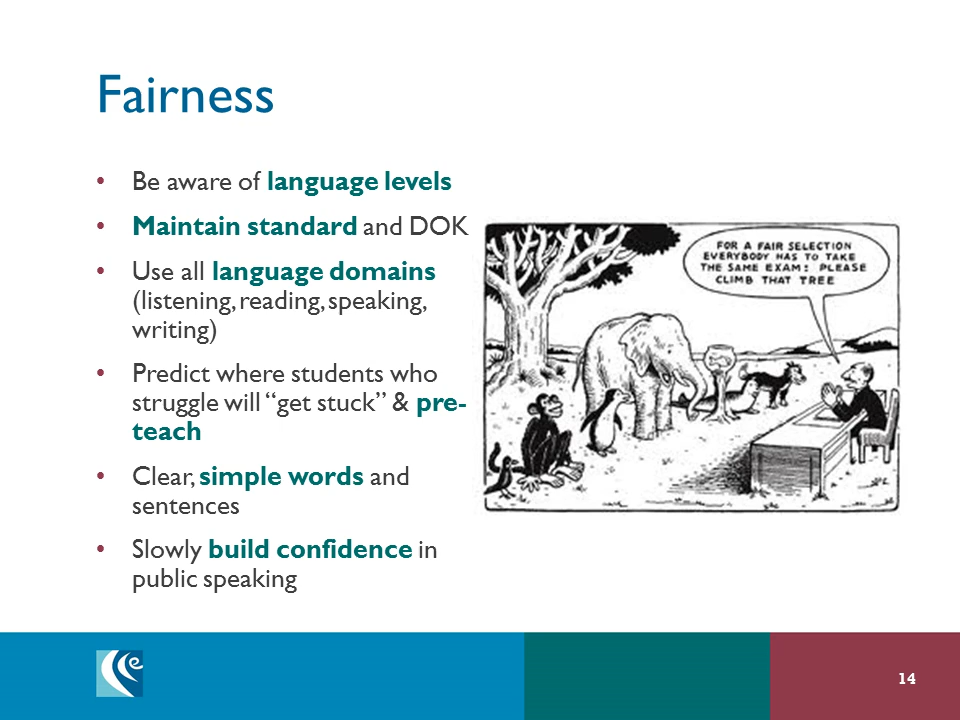 Fairness
• Be aware of language levels
• Maintain standard and DOK
• Use all language domains
(listening, reading, speaking,
writing)
• Predict where students who
struggle will “get stuck” & pre-
teach
• Clear, simple words and
sentences
• Slowly build confidence in
public speaking
FOR A FAIR SELECTION
EVERYBODY HAS TO TAKE
THE SAME EXAM: PLEASE
CLIMB THAT TREE
14